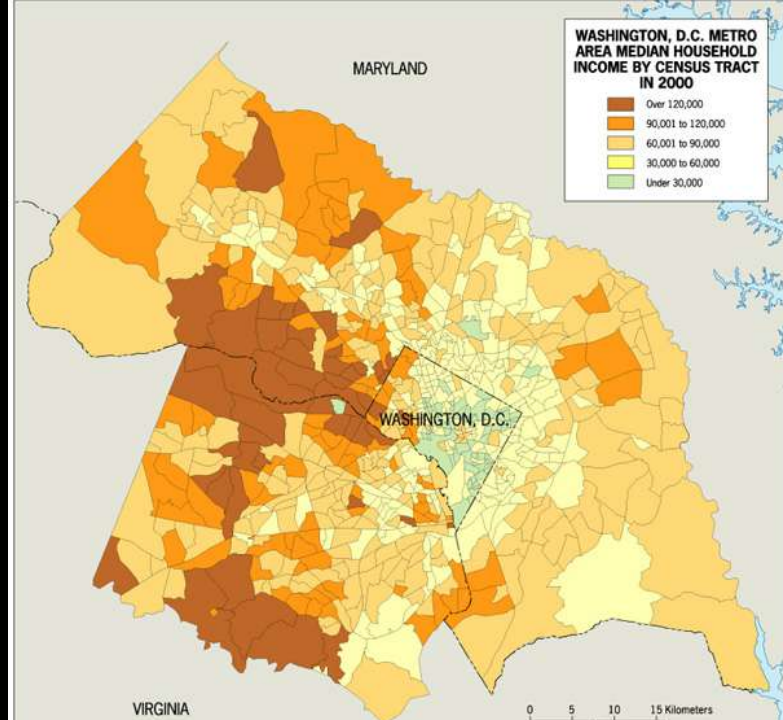 WASHINGTON, D.C. METRO
AREA MEDIAN HOUSEHOLD
INCOME BY CENSUS TRACT
IN 2000
Over 120,000
90,001 to 120,000
60,001 to 90,000
30,000 to 60,000
Under 30,000
MARYLAND
WASHINGTON, D.C.
VIRGINIA
0 5 10 15 Kilometers